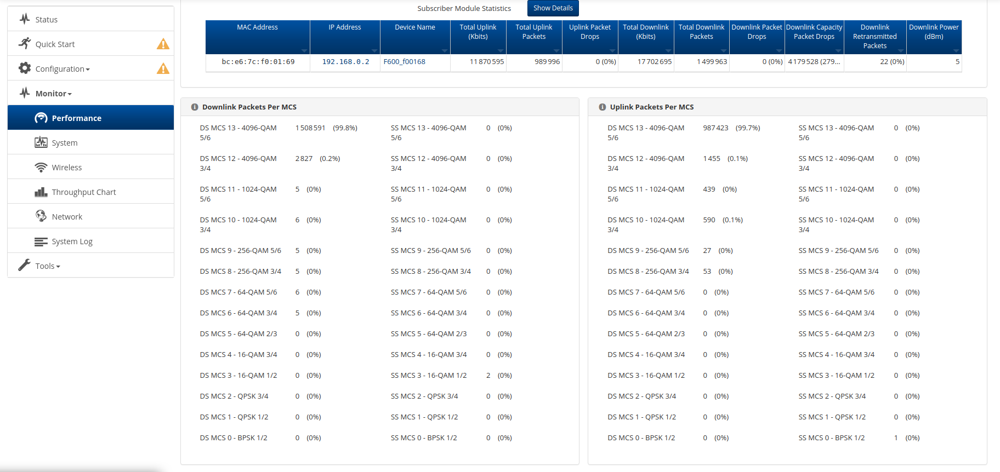 Status
Quick Start
Configuration
Monitor
Performance
System
Wireless
Throughput Chart
Network
System Log
Tools
Subscriber Module Statistics Show Details
MAC Address IP Address Device Name Total Uplink (Kbits) Total Uplink Packets Uplink Packet Drops Total Downlink (Kbits) Total Downlink Packets Downlink Packet Drops Downlink Capacity Packet Drops Downlink Retransmitted Packets Downlink Power (dBm)
bc:e6:7c:f0:01:69 192.168.0.2 F600_f00168 11 870 595 989 996 0 (0%) 17 702 695 1 499 963 0 (0%) 4 179 528 (279... 22 (0%) 5
Downlink Packets Per MCS
DS MCS 13 - 4096-QAM 5/6 1 508 591 (99.8%) SS MCS 13 - 4096-QAM 5/6 0 (0%)
DS MCS 12 - 4096-QAM 3/4 2 827 (0.2%) SS MCS 12 - 4096-QAM 3/4 0 (0%)
DS MCS 11 - 1024-QAM 5/6 5 (0%) SS MCS 11 - 1024-QAM 5/6 0 (0%)
DS MCS 10 - 1024-QAM 3/4 6 (0%) SS MCS 10 - 1024-QAM 3/4 0 (0%)
DS MCS 9 - 256-QAM 5/6 5 (0%) SS MCS 9 - 256-QAM 5/6 0 (0%)
DS MCS 8 - 256-QAM 3/4 5 (0%) SS MCS 8 - 256-QAM 3/4 0 (0%)
DS MCS 7 - 64-QAM 5/6 6 (0%) SS MCS 7 - 64-QAM 5/6 0 (0%)
DS MCS 6 - 64-QAM 3/4 5 (0%) SS MCS 6 - 64-QAM 3/4 0 (0%)
DS MCS 5 - 64-QAM 2/3 0 (0%) SS MCS 5 - 64-QAM 2/3 0 (0%)
DS MCS 4 - 16-QAM 3/4 0 (0%) SS MCS 4 - 16-QAM 3/4 0 (0%)
DS MCS 3 - 16-QAM 1/2 0 (0%) SS MCS 3 - 16-QAM 1/2 2 (0%)
DS MCS 2 - QPSK 3/4 0 (0%) SS MCS 2 - QPSK 3/4 0 (0%)
DS MCS 1 - QPSK 1/2 0 (0%) SS MCS 1 - QPSK 1/2 0 (0%)
DS MCS 0 - BPSK 1/2 0 (0%) SS MCS 0 - BPSK 1/2 0 (0%)
Uplink Packets Per MCS
DS MCS 13 - 4096-QAM 5/6 987 423 (99.7%) SS MCS 13 - 4096-QAM 5/6 0 (0%)
DS MCS 12 - 4096-QAM 3/4 1 455 (0.1%) SS MCS 12 - 4096-QAM 3/4 0 (0%)
DS MCS 11 - 1024-QAM 5/6 439 (0%) SS MCS 11 - 1024-QAM 5/6 0 (0%)
DS MCS 10 - 1024-QAM 3/4 590 (0.1%) SS MCS 10 - 1024-QAM 3/4 0 (0%)
DS MCS 9 - 256-QAM 5/6 27 (0%) SS MCS 9 - 256-QAM 5/6 0 (0%)
DS MCS 8 - 256-QAM 3/4 53 (0%) SS MCS 8 - 256-QAM 3/4 0 (0%)
DS MCS 7 - 64-QAM 5/6 0 (0%) SS MCS 7 - 64-QAM 5/6 0 (0%)
DS MCS 6 - 64-QAM 3/4 0 (0%) SS MCS 6 - 64-QAM 3/4 0 (0%)
DS MCS 5 - 64-QAM 2/3 0 (0%) SS MCS 5 - 64-QAM 2/3 0 (0%)
DS MCS 4 - 16-QAM 3/4 0 (0%) SS MCS 4 - 16-QAM 3/4 0 (0%)
DS MCS 3 - 16-QAM 1/2 0 (0%) SS MCS 3 - 16-QAM 1/2 0 (0%)
DS MCS 2 - QPSK 3/4 0 (0%) SS MCS 2 - QPSK 3/4 0 (0%)
DS MCS 1 - QPSK 1/2 0 (0%) SS MCS 1 - QPSK 1/2 0 (0%)
DS MCS 0 - BPSK 1/2 0 (0%) SS MCS 0 - BPSK 1/2 1 (0%)